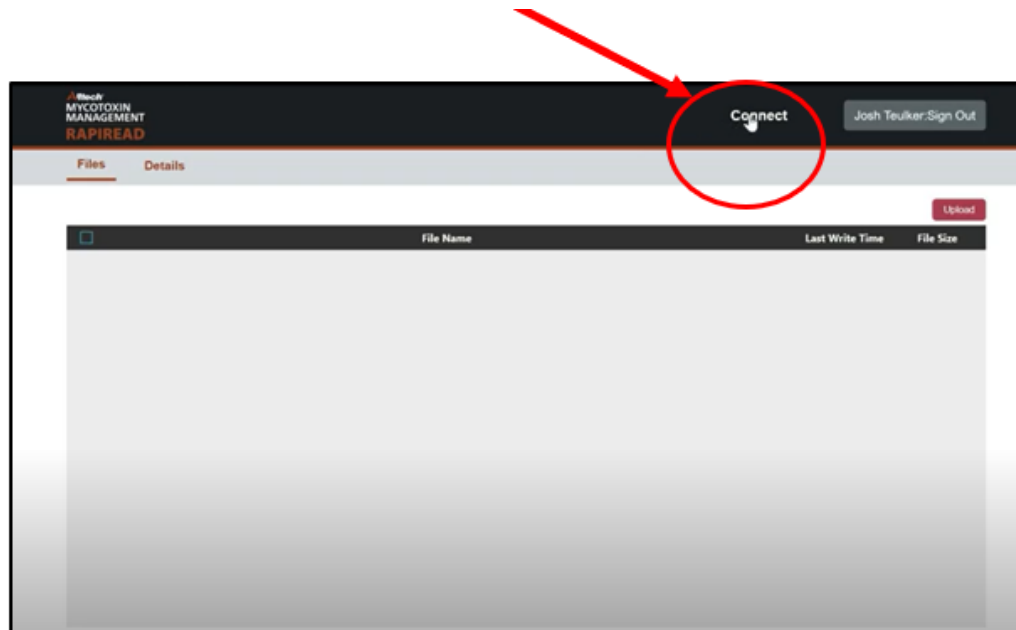 Alltech
MYCOTOXIN
MANAGEMENT
RAPIREAD
Connect
Josh Teulker:Sign Out
Files Details
Upload
File Name Last Write Time File Size